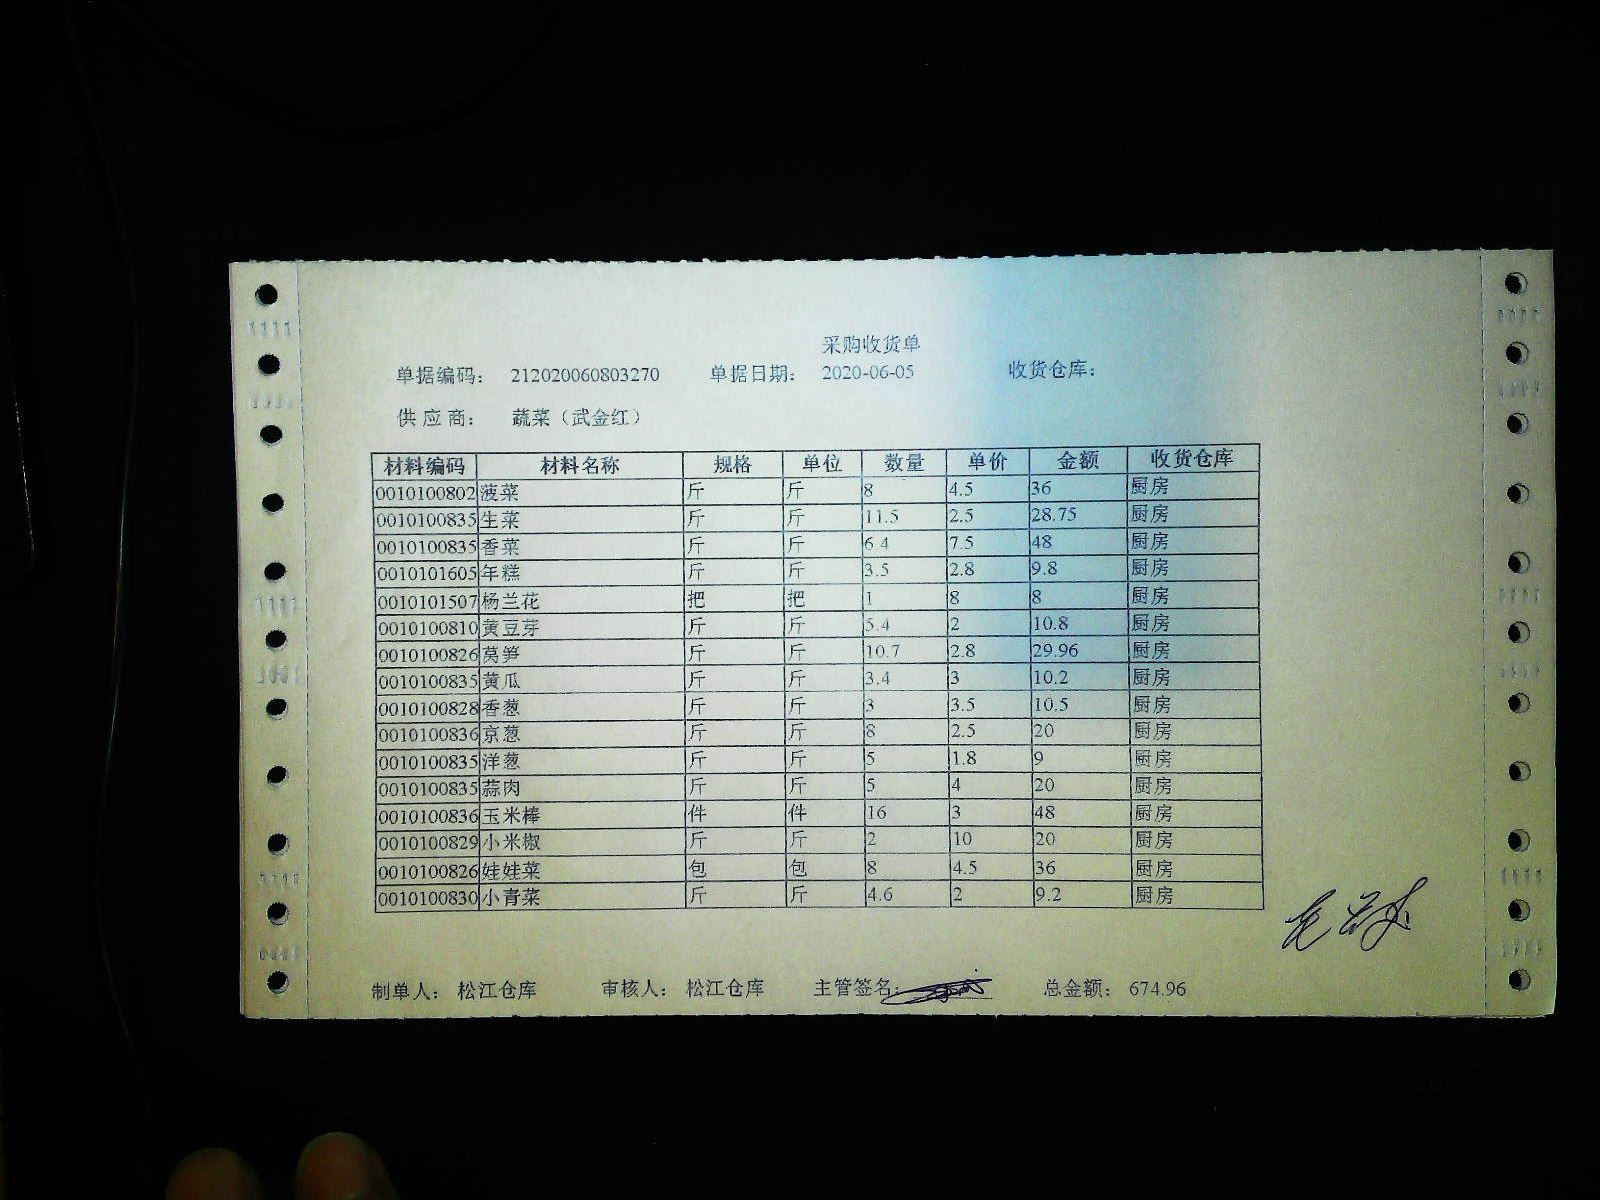 采购收货单
单据编码: 212020060803270 单据日期: 2020-06-05 收货仓库:
供应商: 蔬菜（武金红）
材料编码 材料名称 规格 单位 数量 单价 金额 收货仓库
0010100802 菠菜 斤 斤 8 4.5 36 厨房
0010100835 生菜 斤 斤 11.5 2.5 28.75 厨房
0010100835 香菜 斤 斤 6.4 7.5 48 厨房
0010101605 年糕 斤 斤 3.5 2.8 9.8 厨房
0010101507 杨兰花 把 把 1 8 8 厨房
0010100810 黄豆芽 斤 斤 5.4 2 10.8 厨房
0010100826 莴笋 斤 斤 10.7 2.8 29.96 厨房
0010100835 黄瓜 斤 斤 3.4 3 10.2 厨房
0010100828 香葱 斤 斤 3 3.5 10.5 厨房
0010100836 京葱 斤 斤 8 2.5 20 厨房
0010100835 洋葱 斤 斤 5 1.8 9 厨房
0010100835 蒜肉 斤 斤 5 4 20 厨房
0010100836 玉米棒 件 件 16 3 48 厨房
0010100829 小米椒 斤 斤 2 10 20 厨房
0010100826 娃娃菜 包 包 8 4.5 36 厨房
0010100830 小青菜 斤 斤 4.6 2 9.2 厨房
制单人: 松江仓库 审核人: 松江仓库 主管签名: 总金额: 674.96